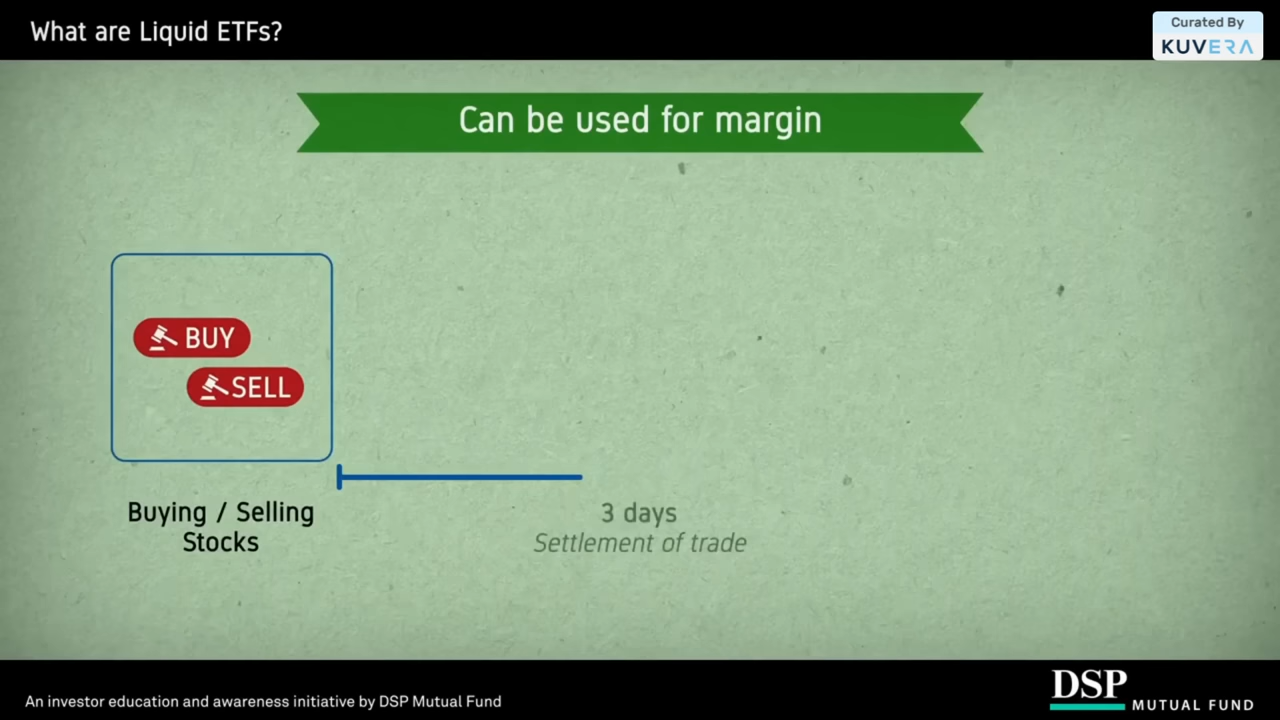 What are Liquid ETFs?
Curated By
KUVERA
Can be used for margin
BUY
SELL
Buying / Selling
Stocks
3 days
Settlement of trade
An investor education and awareness initiative by DSP Mutual Fund
DSP
MUTUAL FUND